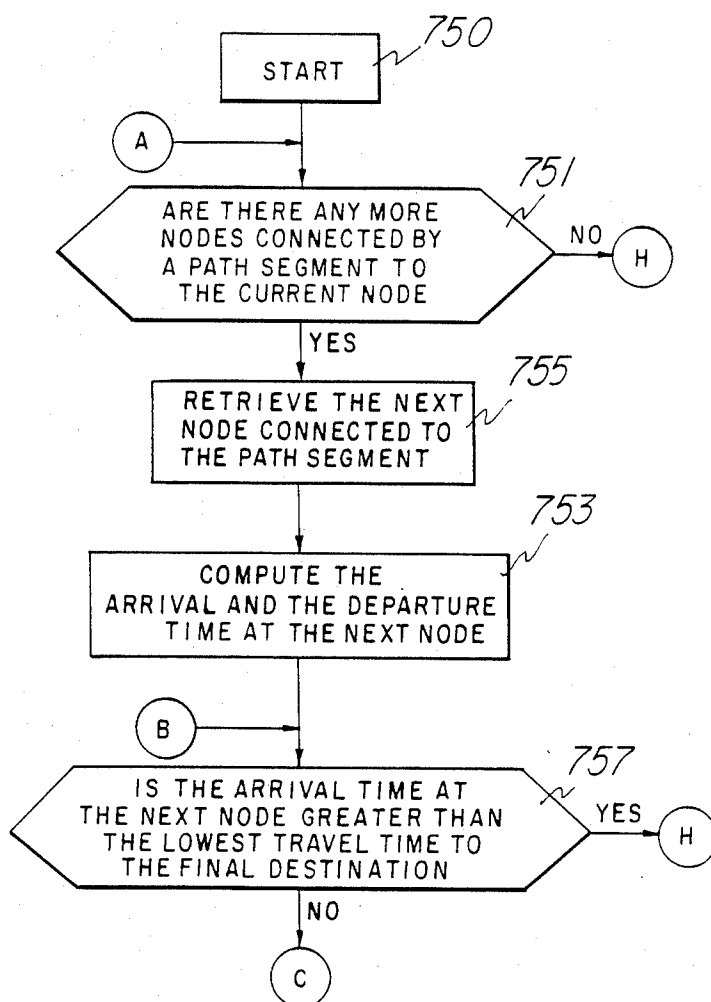 750
START
A
751
ARE THERE ANY MORE
NODES CONNECTED BY
A PATH SEGMENT TO
THE CURRENT NODE
NO
H
YES
755
RETRIEVE THE NEXT
NODE CONNECTED TO
THE PATH SEGMENT
753
COMPUTE THE
ARRIVAL AND THE DEPARTURE
TIME AT THE NEXT NODE
B
757
IS THE ARRIVAL TIME AT
THE NEXT NODE GREATER THAN
THE LOWEST TRAVEL TIME TO
THE FINAL DESTINATION
YES
H
NO
C